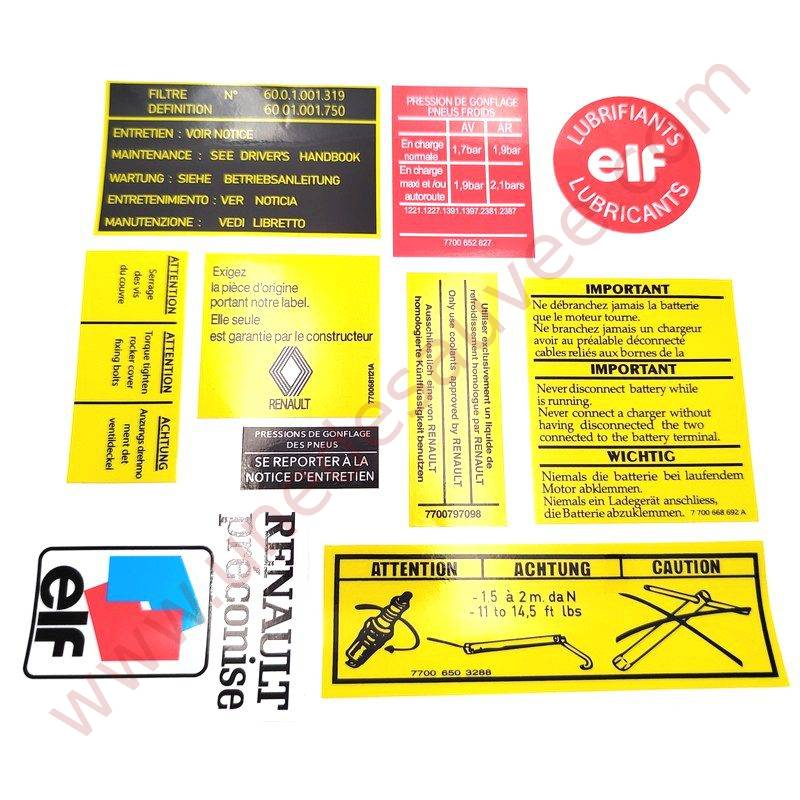 FILTRE N° 60.0.1.001.319
DEFINITION 60 01.001.750
ENTRETIEN : VOIR NOTICE
MAINTENANCE : SEE DRIVER'S HANDBOOK
WARTUNG : SIEHE BETRIEBSANLEITUNG
ENTRETENIMIENTO : VER NOTICIA
MANUTENZIONE : VEDI LIBRETTO
PRESSION DE GONFLAGE
PNEUS FROIDS
AV AR
En charge
normale 1,7bar 1,9bar
En charge
maxi et /ou
autoroute 1,9bar 2,1bars
1221.1227.1391.1397.2381.2387
7700 652 827
LUBRIFIANTS
elf
LUBRICANTS
ATTENTION
Serrage
des vis
du couvre
ATTENTION
Torque tighten
rocker cover
fixing bolts
ACHTUNG
Anzungs drehmo
ment det
ventildeckel
Exigez
la pièce d'origine
portant notre label.
Elle seule
est garantie par le constructeur
RENAULT
7700681721A
PRESSIONS DE GONFLAGE
DES PNEUS
SE REPORTER À LA
NOTICE D'ENTRETIEN
Utiliser exclusivement un liquide de
refroidissement homologue par RENAULT
Only use coolants approved by RENAULT
Ausschliesslich eine von RENAULT
homologierte Künflüssigkeit benutzen
7700797098
IMPORTANT
Ne débranchez jamais la batterie
que le moteur tourne.
Ne branchez jamais un chargeur
avoir au préalable déconnecté
cables reliés aux bornes de la
IMPORTANT
Never disconnect battery while
is running.
Never connect a charger without
having disconnected the two
connected to the battery terminal.
WICHTIG
Niemals die batterie bei laufendem
Motor abklemmen.
Niemals ein Ladegerät anschliess,
die Batterie abzuklemmen. 7 700 668 692 A
elf
RENAULT
préconise
ATTENTION ACHTUNG CAUTION
-1.5 à 2 m. da N
-11 to 14,5 ft lbs
7700 650 3288